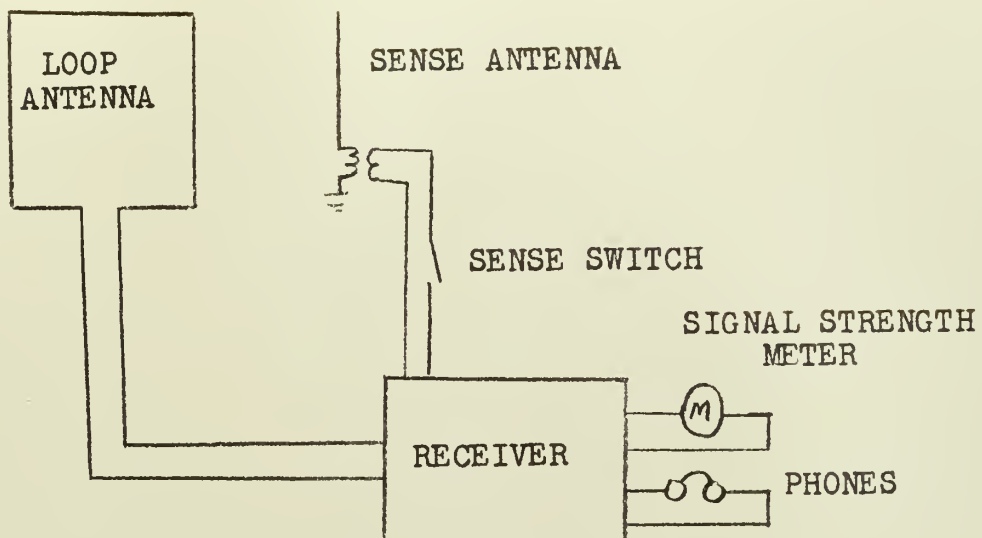 LOOP
ANTENNA
SENSE ANTENNA
SENSE SWITCH
SIGNAL STRENGTH
METER
M
RECEIVER
PHONES